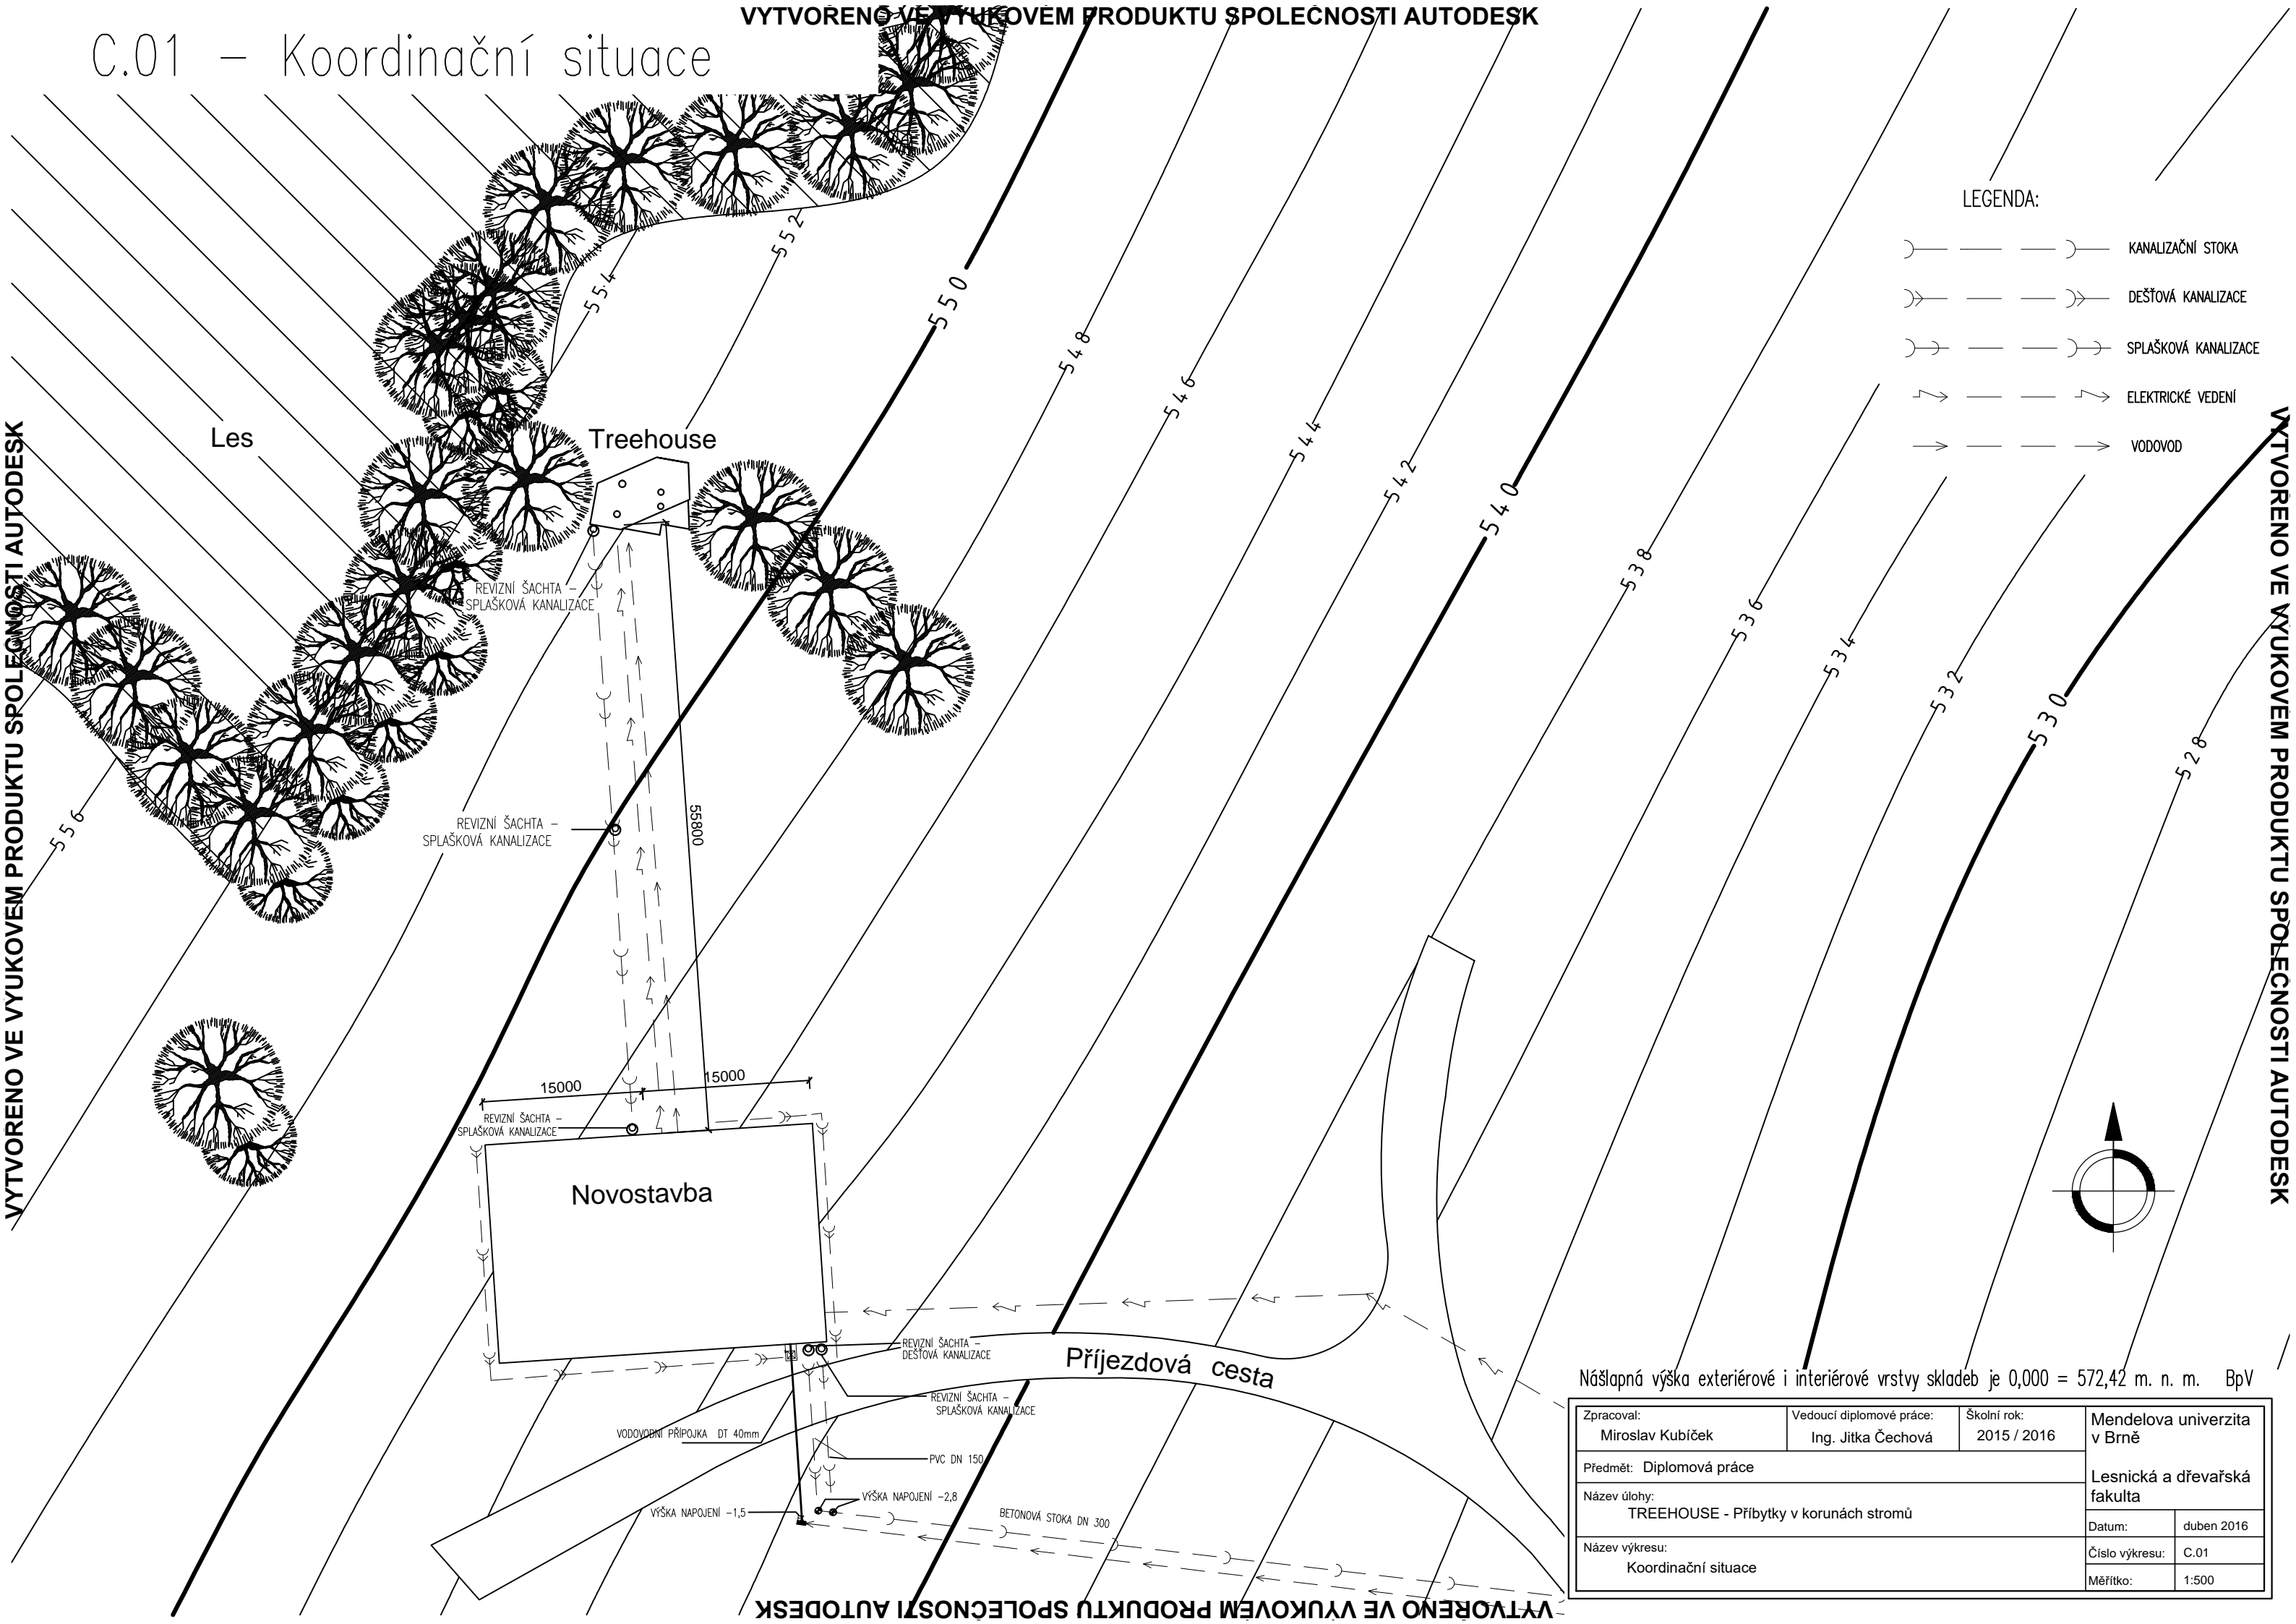 VYTVOŘENO VE VÝUKOVÉM PRODUKTU SPOLEČNOSTI AUTODESK
C.01 – Koordinační situace
LEGENDA:
KANALIZAČNÍ STOKA
DEŠŤOVÁ KANALIZACE
SPLAŠKOVÁ KANALIZACE
ELEKTRICKÉ VEDENÍ
VODOVOD
552
554
550
548
546
544
542
540
538
536
534
532
530
528
556
Les
Treehouse
REVIZNÍ ŠACHTA –
SPLAŠKOVÁ KANALIZACE
REVIZNÍ ŠACHTA –
SPLAŠKOVÁ KANALIZACE
55800
15000
15000
REVIZNÍ ŠACHTA –
SPLAŠKOVÁ KANALIZACE
Novostavba
REVIZNÍ ŠACHTA –
DEŠŤOVÁ KANALIZACE
Příjezdová cesta
REVIZNÍ ŠACHTA –
SPLAŠKOVÁ KANALIZACE
VODOVODNÍ PŘÍPOJKA DT 40mm
PVC DN 150
VÝŠKA NAPOJENÍ -2,8
VÝŠKA NAPOJENÍ -1,5
BETONOVÁ STOKA DN 300
Nášlapná výška exteriérové i interiérové vrstvy skladeb je 0,000 = 572,42 m. n. m. BpV
Zpracoval:
Miroslav Kubíček
Vedoucí diplomové práce:
Ing. Jitka Čechová
Školní rok:
2015 / 2016
Mendelova univerzita
v Brně
Lesnická a dřevařská
fakulta
Předmět: Diplomová práce
Název úlohy:
TREEHOUSE - Příbytky v korunách stromů
Datum: duben 2016
Název výkresu:
Koordinační situace
Číslo výkresu: C.01
Měřítko: 1:500
VYTVOŘENO VE VÝUKOVÉM PRODUKTU SPOLEČNOSTI AUTODESK
VYTVOŘENO VE VÝUKOVÉM PRODUKTU SPOLEČNOSTI AUTODESK
VYTVOŘENO VE VÝUKOVÉM PRODUKTU SPOLEČNOSTI AUTODESK